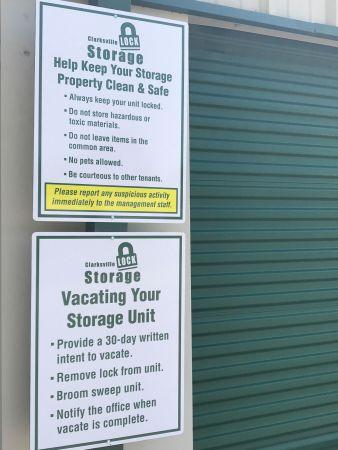 Clarksville LOCK
Storage
Help Keep Your Storage
Property Clean & Safe
• Always keep your unit locked.
• Do not store hazardous or
toxic materials.
• Do not leave items in the
common area.
• No pets allowed.
• Be courteous to other tenants.
Please report any suspicious activity
immediately to the management staff.
Clarksville LOCK
Storage
Vacating Your
Storage Unit
• Provide a 30-day written
intent to vacate.
• Remove lock from unit.
• Broom sweep unit.
• Notify the office when
vacate is complete.